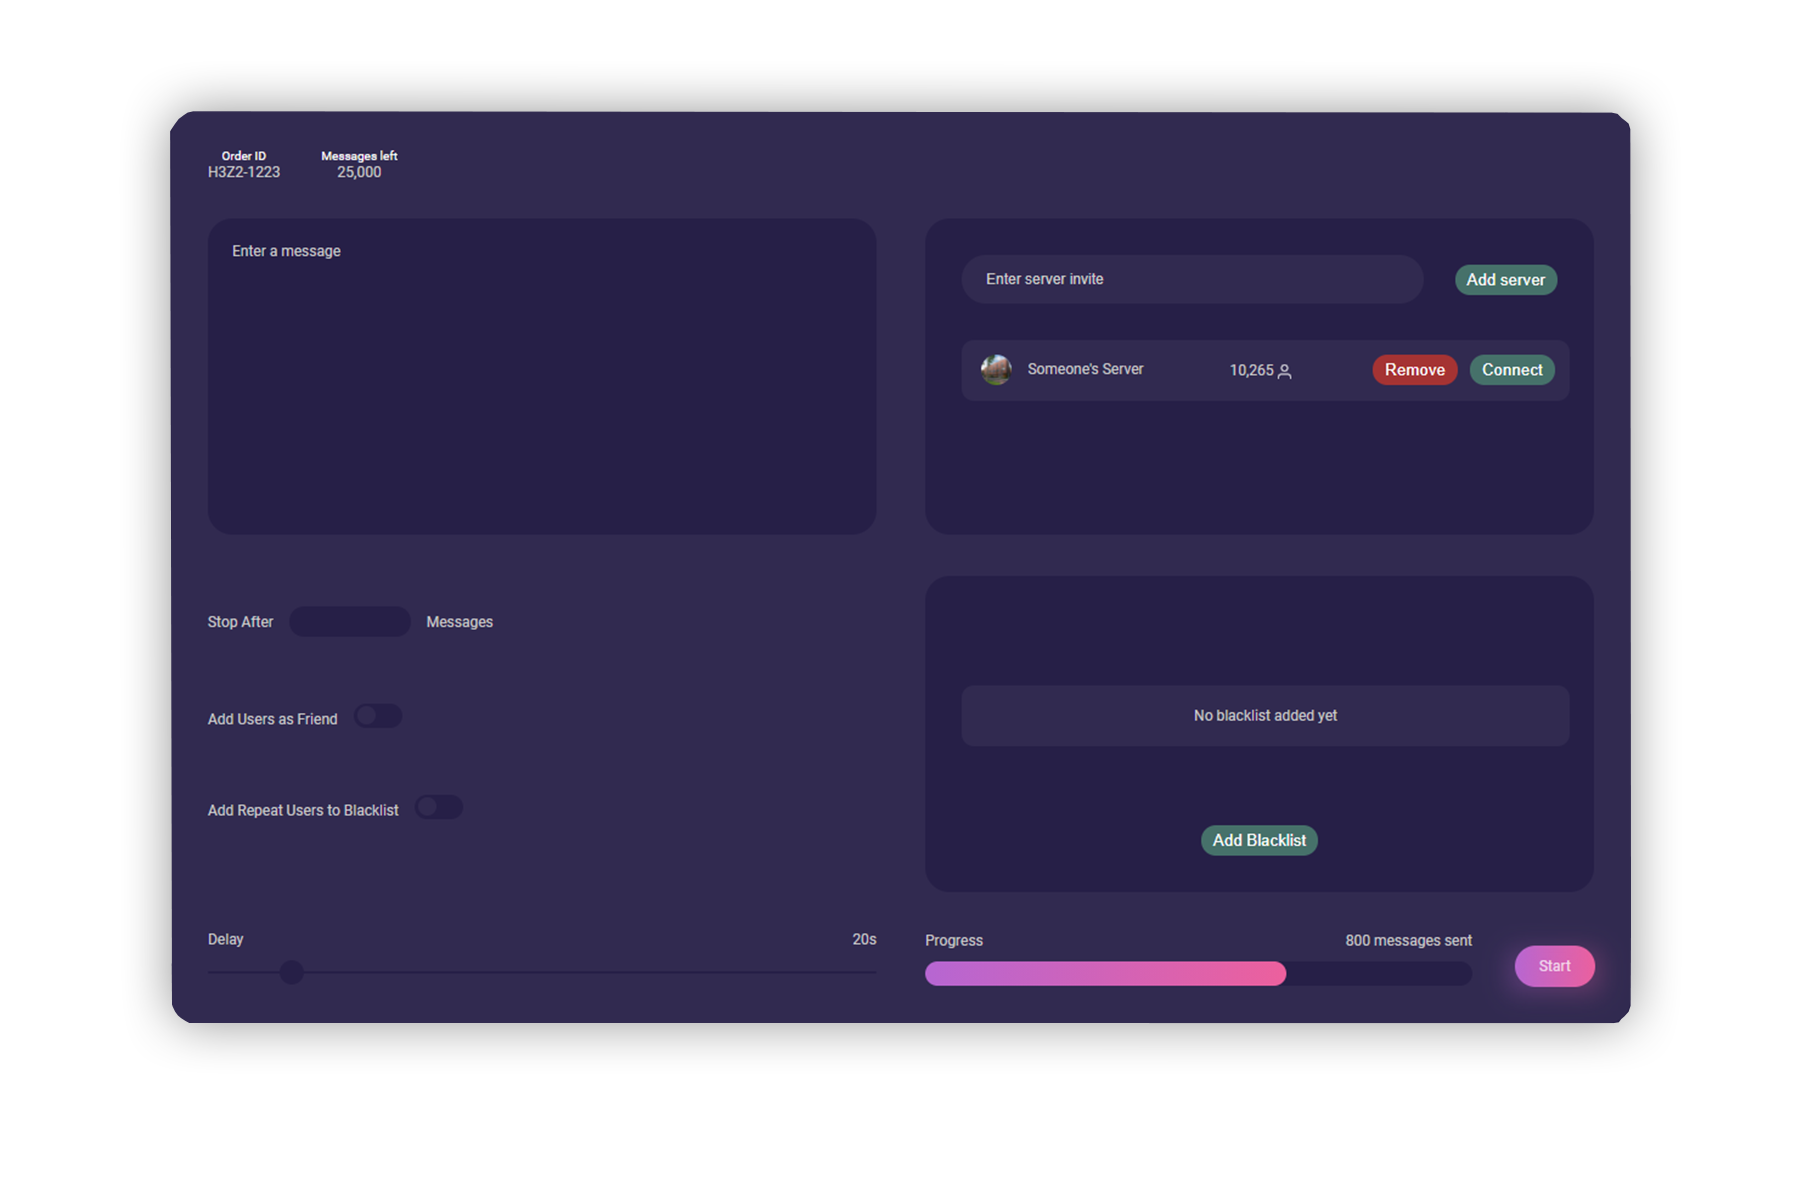 Order ID
H3Z2-1223
Messages left
25,000
Enter a message
Enter server invite
Add server
Someone's Server
10,265
Remove
Connect
Stop After
Messages
Add Users as Friend
Add Repeat Users to Blacklist
No blacklist added yet
Add Blacklist
Delay
20s
Progress
800 messages sent
Start